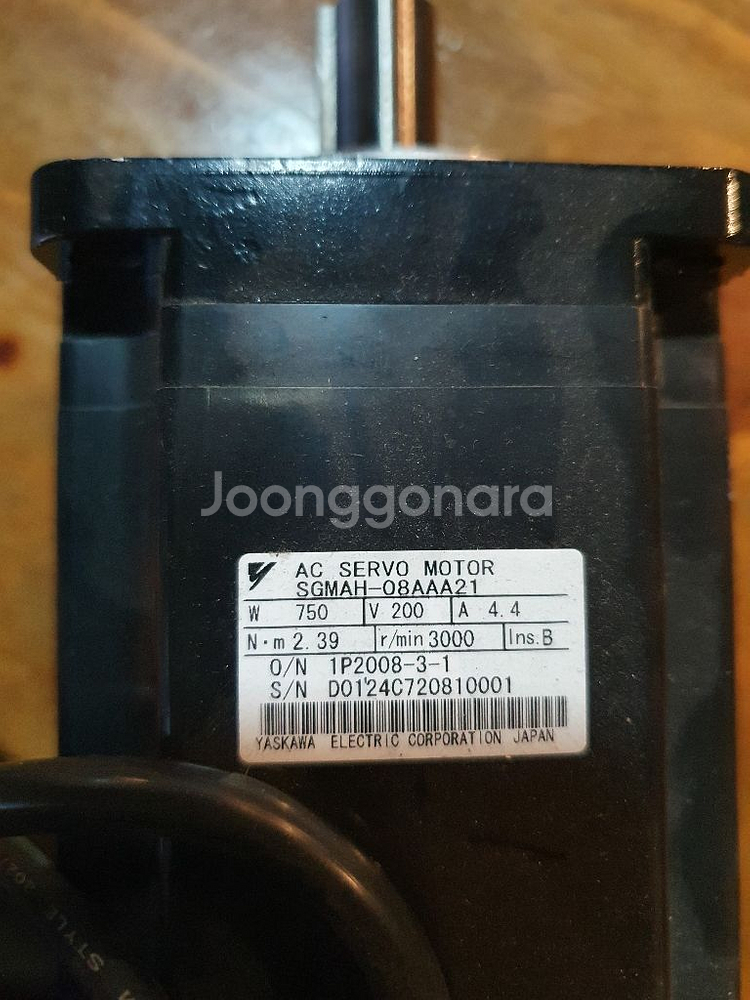 Joonggonara
AC SERVO MOTOR
SGMAH-08AAA21
W 750 V 200 A 4.4
N·m 2.39 r/min 3000 Ins.B
O/N 1P2008-3-1
S/N D0124C720810001
YASKAWA ELECTRIC CORPORATION JAPAN
STYLE